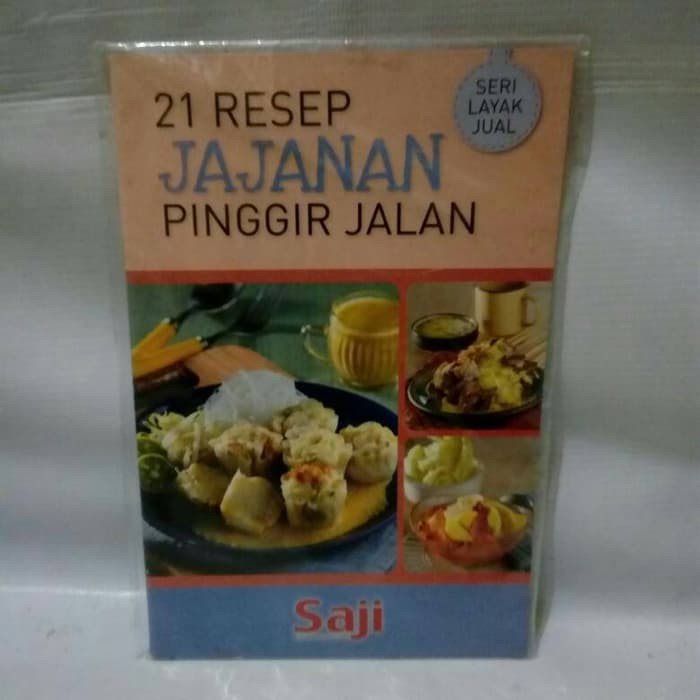 21 RESEP
JAJANAN
PINGGIR JALAN
SERI
LAYAK
JUAL
Saji